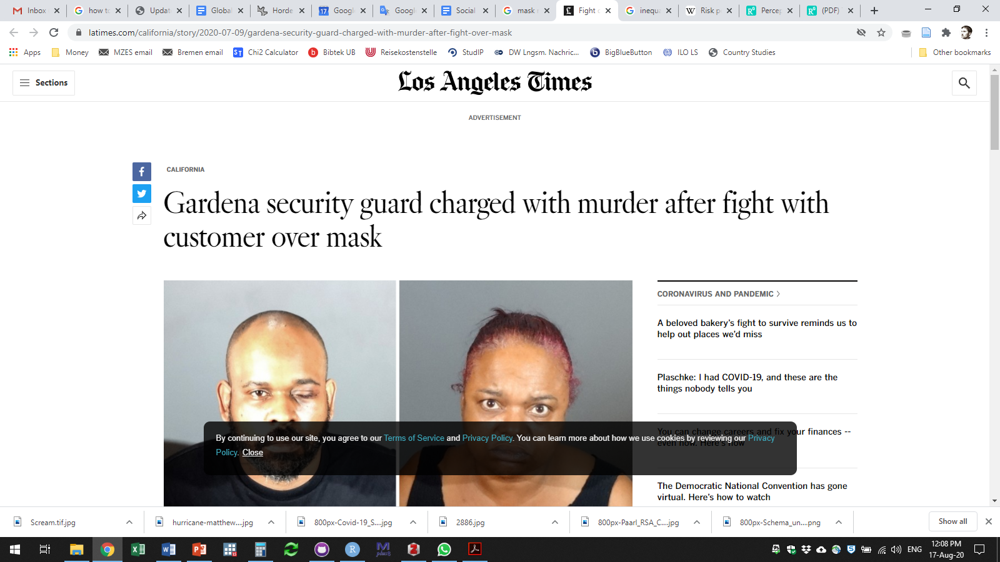 Inbox
how to
Updat
Global
Horde
Googl
Googl
Social
mask r
Fight o
inequa
Risk p
Percep
(PDF)
latimes.com/california/story/2020-07-09/gardena-security-guard-charged-with-murder-after-fight-over-mask
Apps
Money
MZES email
Bremen email
Chi2 Calculator
Bibtek UB
Reisekostenstelle
StudIP
DW Lngsm. Nachric...
BigBlueButton
ILO LS
Country Studies
Other bookmarks
Sections
Los Angeles Times
ADVERTISEMENT
CALIFORNIA
Gardena security guard charged with murder after fight with
customer over mask
CORONAVIRUS AND PANDEMIC >
A beloved bakery's fight to survive reminds us to
help out places we'd miss
Plaschke: I had COVID-19, and these are the
things nobody tells you
You can change careers and fix your finances --
even now. Here's how
The Democratic National Convention has gone
virtual. Here's how to watch
By continuing to use our site, you agree to our Terms of Service and Privacy Policy. You can learn more about how we use cookies by reviewing our Privacy
Policy. Close
Scream.tif.jpg
hurricane-matthew....jpg
800px-Covid-19_S....jpg
2886.jpg
800px-Paarl_RSA_C....jpg
800px-Schema_un....png
Show all
ENG
12:08 PM
17-Aug-20